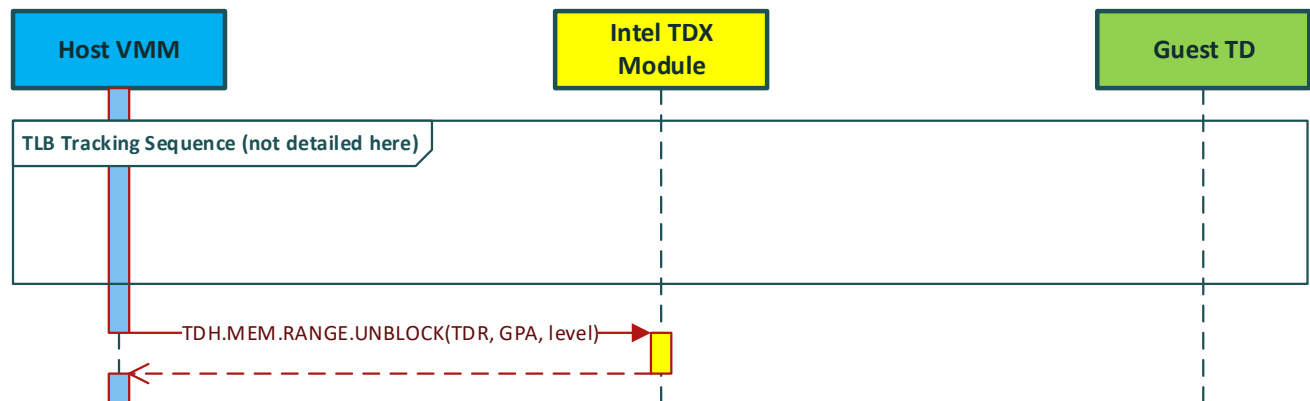 Host VMM
Intel TDX
Module
Guest TD
TLB Tracking Sequence (not detailed here)
TDH.MEM.RANGE.UNBLOCK(TDR, GPA, level)